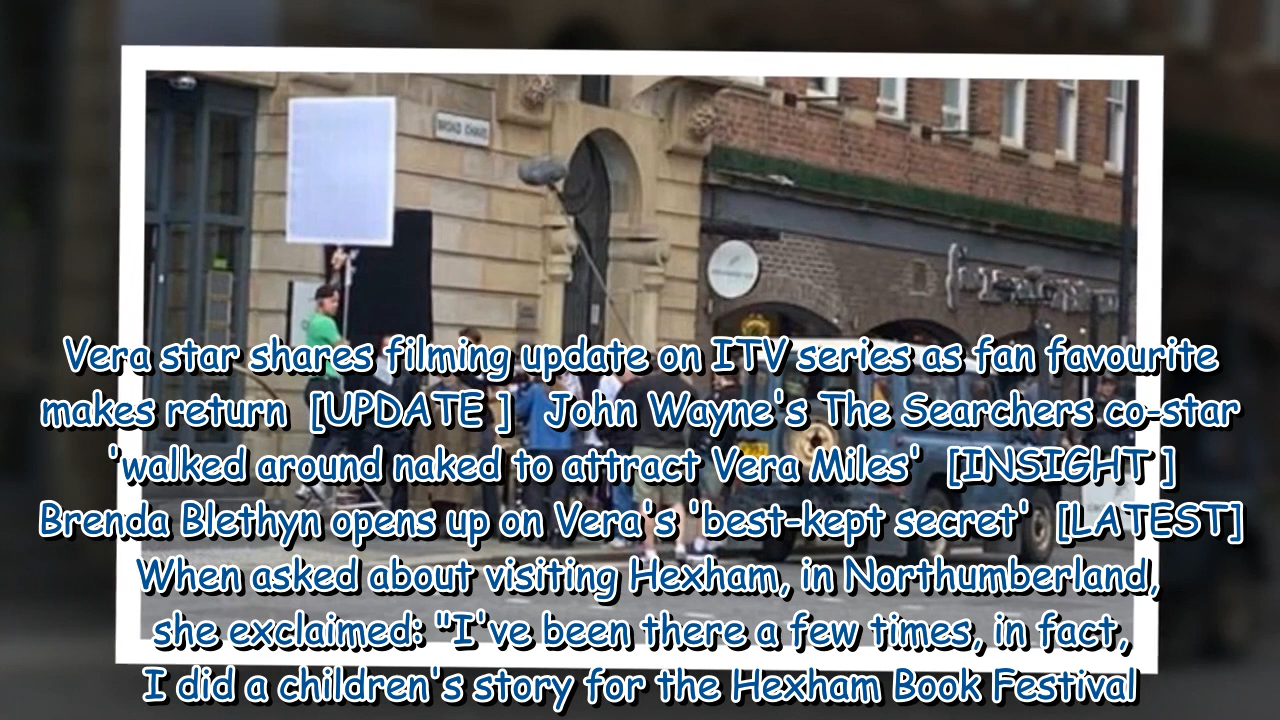 BROAD CHARE
Vera star shares filming update on ITV series as fan favourite
makes return [UPDATE ] John Wayne's The Searchers co-star
'walked around naked to attract Vera Miles' [INSIGHT ]
Brenda Blethyn opens up on Vera's 'best-kept secret' [LATEST]
When asked about visiting Hexham, in Northumberland,
she exclaimed: "I've been there a few times, in fact,
I did a children's story for the Hexham Book Festival